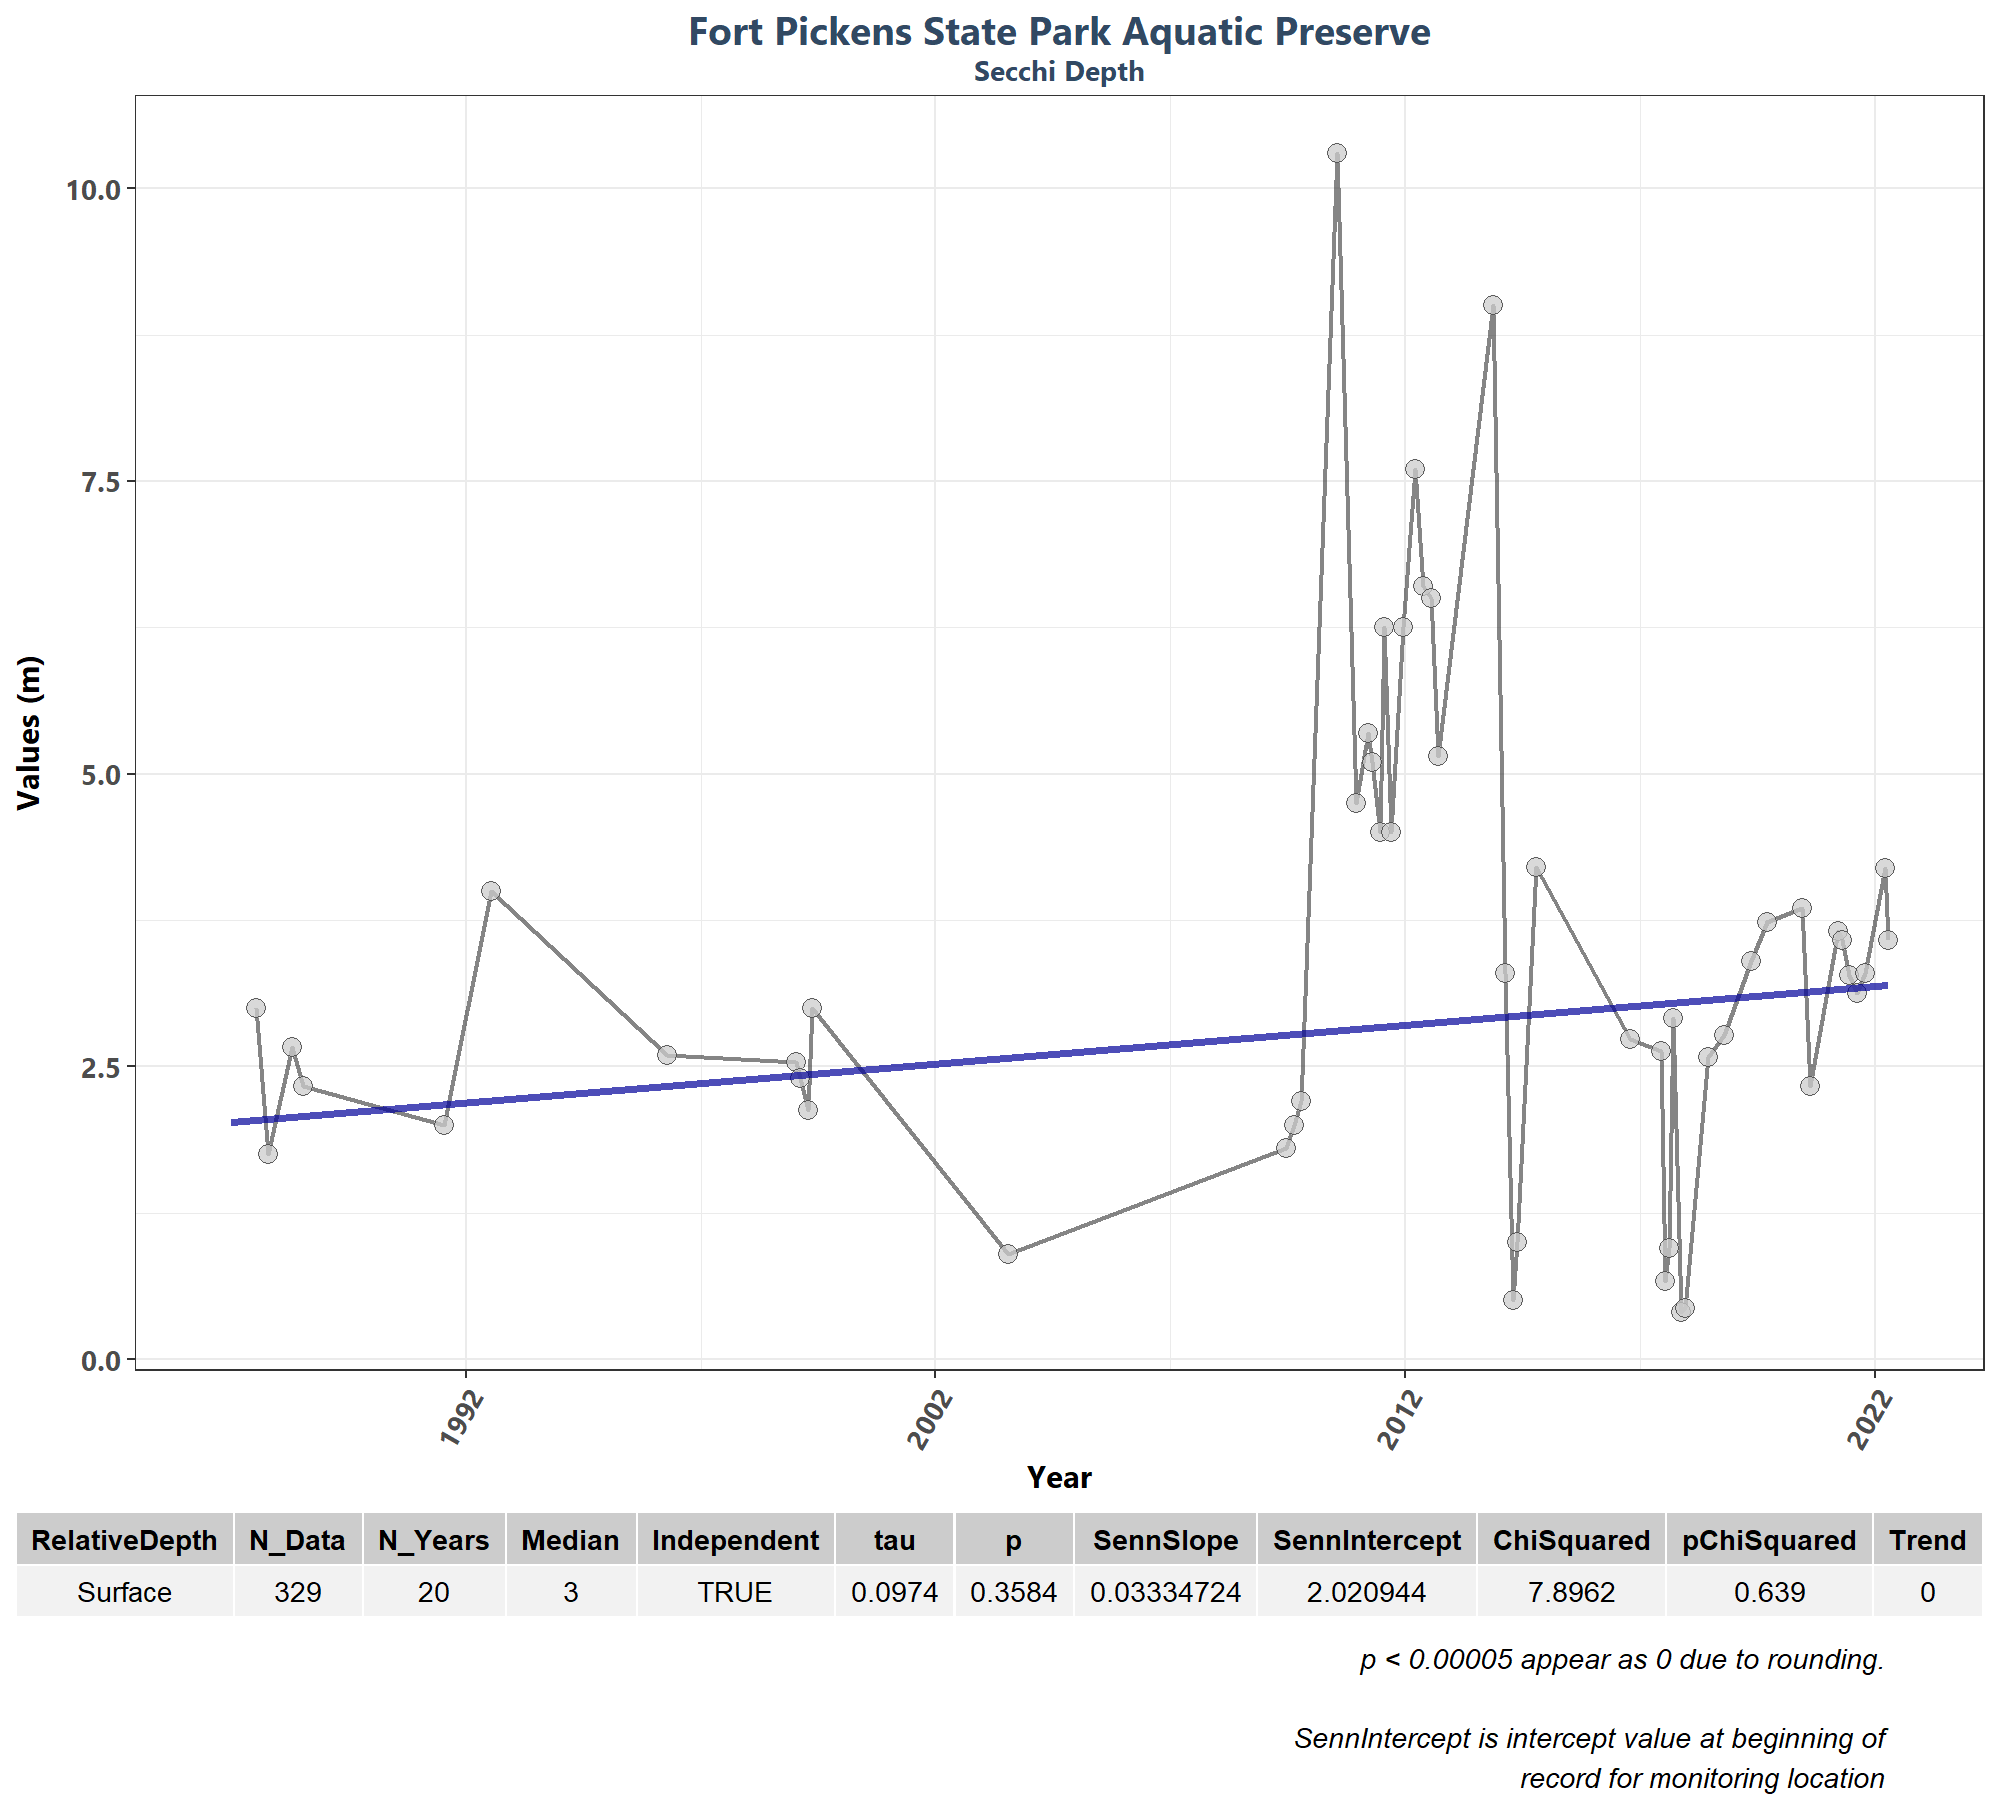 Fort Pickens State Park Aquatic Preserve
Secchi Depth
Values (m)
10.0
7.5
5.0
2.5
0.0
1992
2002
2012
2022
Year
RelativeDepth N_Data N_Years Median Independent tau p SennSlope SennIntercept ChiSquared pChiSquared Trend
Surface 329 20 3 TRUE 0.0974 0.3584 0.03334724 2.020944 7.8962 0.639 0
p < 0.00005 appear as 0 due to rounding.
SennIntercept is intercept value at beginning of
record for monitoring location